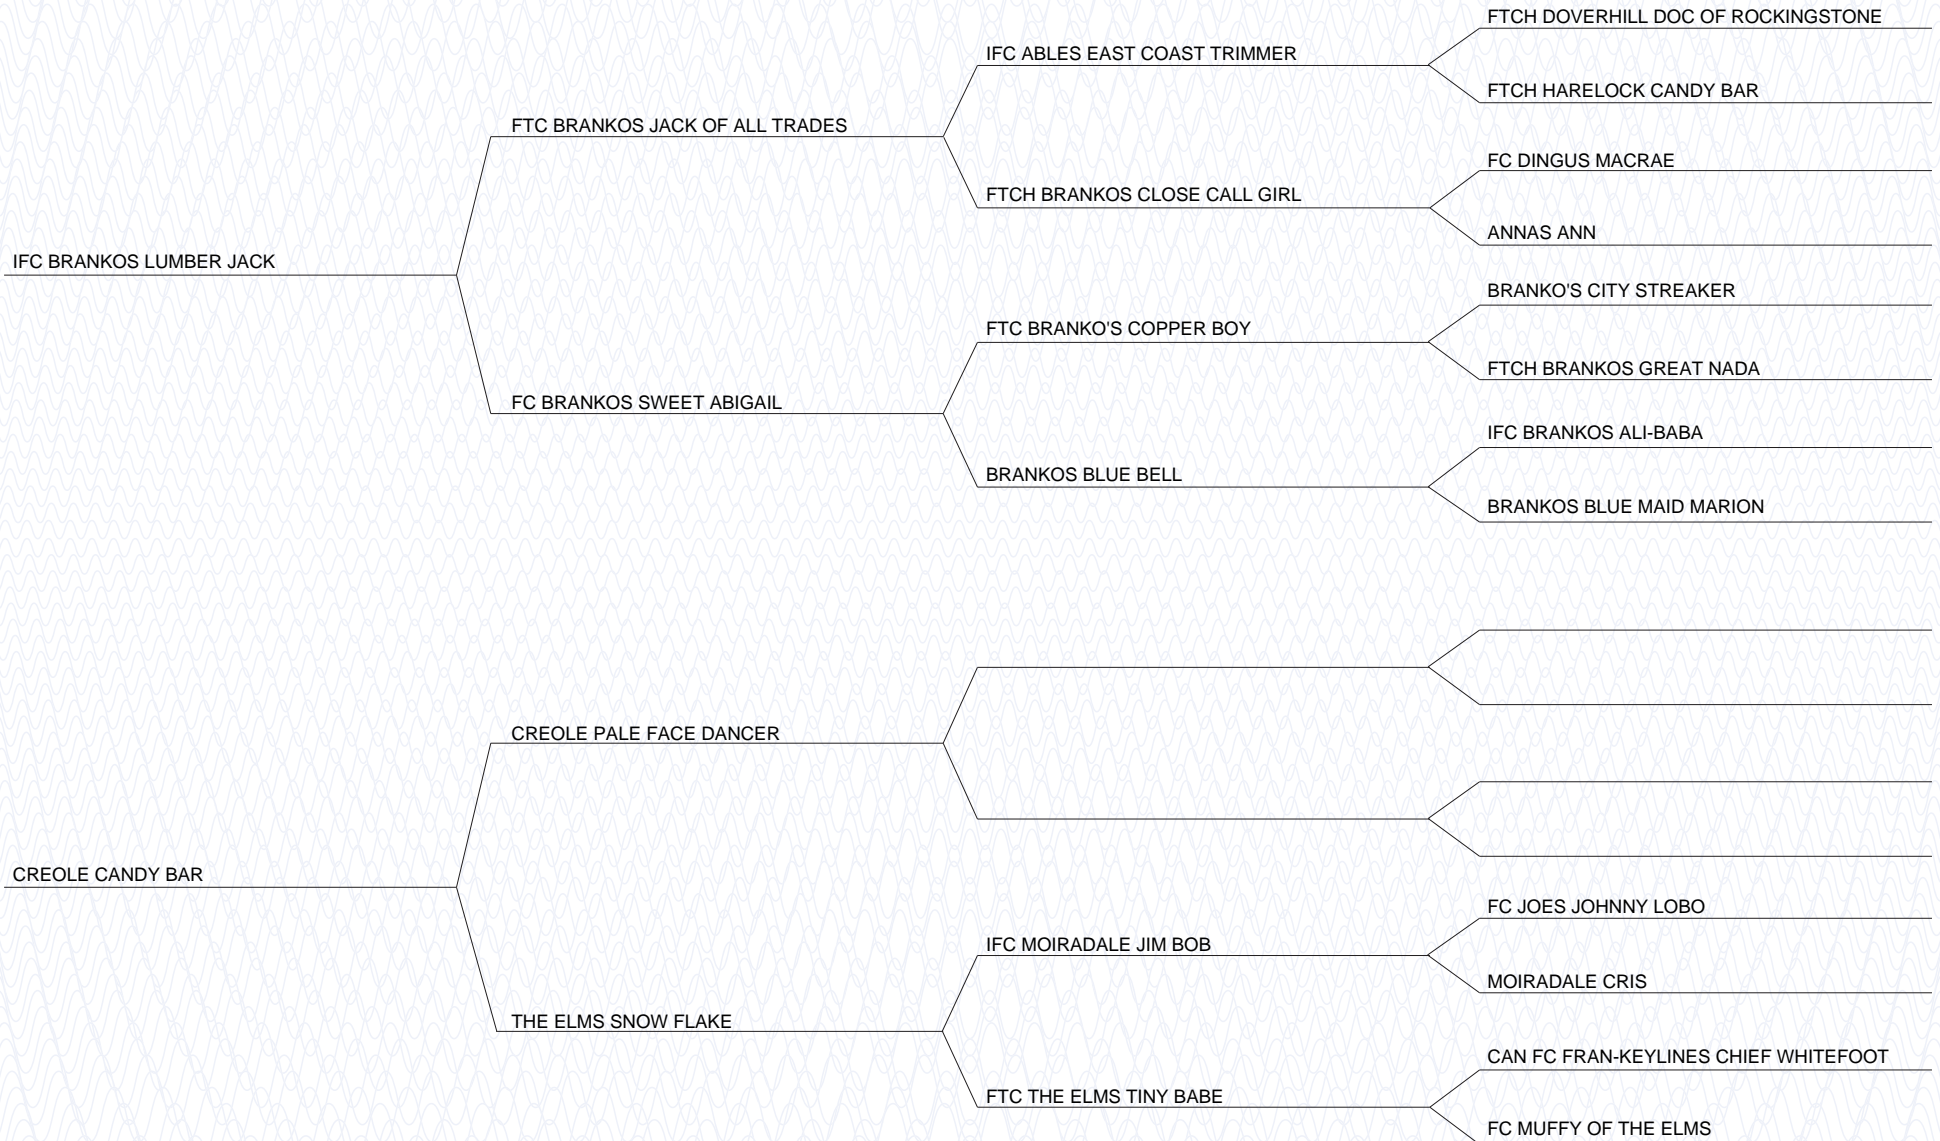 FTCH DOVERHILL DOC OF ROCKINGSTONE
IFC ABLES EAST COAST TRIMMER
FTCH HARELOCK CANDY BAR
FTC BRANKOS JACK OF ALL TRADES
FC DINGUS MACRAE
FTCH BRANKOS CLOSE CALL GIRL
ANNAS ANN
IFC BRANKOS LUMBER JACK
BRANKO'S CITY STREAKER
FTC BRANKO'S COPPER BOY
FTCH BRANKOS GREAT NADA
FC BRANKOS SWEET ABIGAIL
IFC BRANKOS ALI-BABA
BRANKOS BLUE BELL
BRANKOS BLUE MAID MARION
CREOLE PALE FACE DANCER
CREOLE CANDY BAR
FC JOES JOHNNY LOBO
IFC MOIRADALE JIM BOB
MOIRADALE CRIS
THE ELMS SNOW FLAKE
CAN FC FRAN-KEYLINES CHIEF WHITEFOOT
FTC THE ELMS TINY BABE
FC MUFFY OF THE ELMS